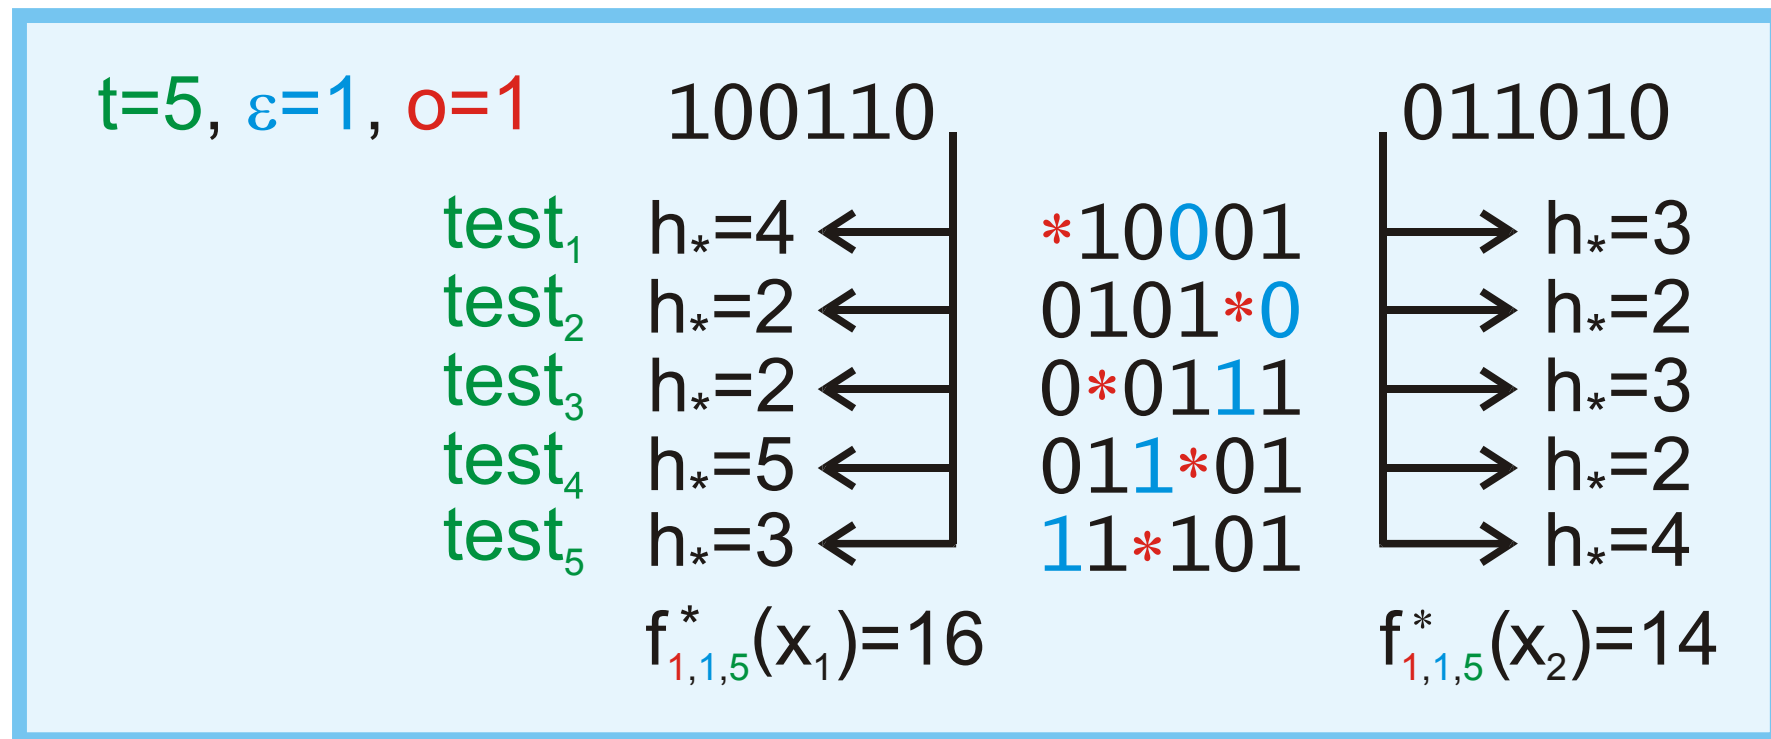 t=5, ε=1, o=1 100110 011010
test₁ h*=4 *10001 h*=3
test₂ h*=2 0101*0 h*=2
test₃ h*=2 0*0111 h*=3
test₄ h*=5 011*01 h*=2
test₅ h*=3 11*101 h*=4
f*₁,₁,₅(x₁)=16 f*₁,₁,₅(x₂)=14